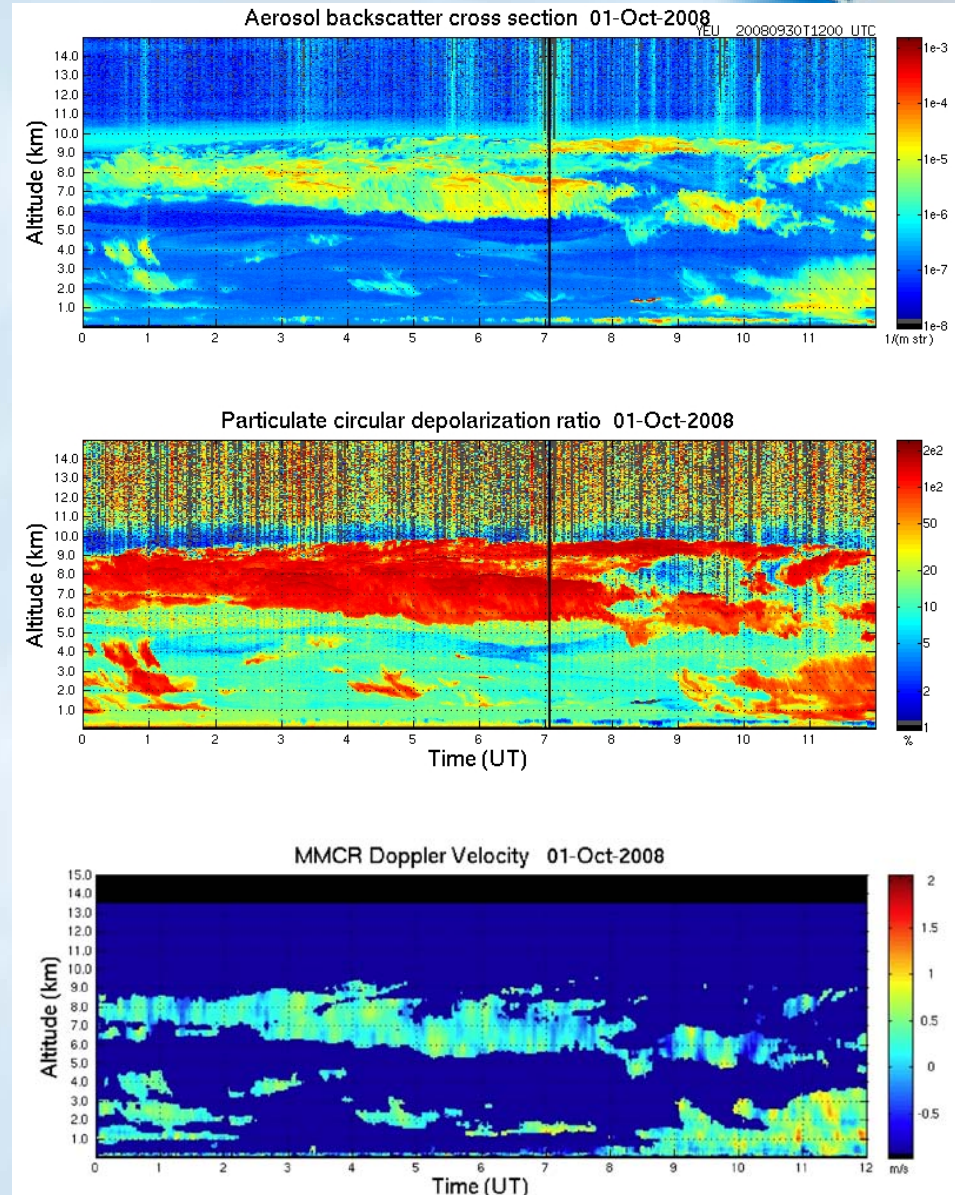 Aerosol backscatter cross section 01-Oct-2008
YEU 20080930T1200 UTC
14.0
13.0
12.0
11.0
10.0
9.0
8.0
7.0
6.0
5.0
4.0
3.0
2.0
1.0
Altitude (km)
0 1 2 3 4 5 6 7 8 9 10 11
1e-3
1e-4
1e-5
1e-6
1e-7
1e-8
1/(m str)
Particulate circular depolarization ratio 01-Oct-2008
14.0
13.0
12.0
11.0
10.0
9.0
8.0
7.0
6.0
5.0
4.0
3.0
2.0
1.0
Altitude (km)
0 1 2 3 4 5 6 7 8 9 10 11
Time (UT)
2e2
1e2
50
20
10
5
2
1
%
MMCR Doppler Velocity 01-Oct-2008
15.0
14.0
13.0
12.0
11.0
10.0
9.0
8.0
7.0
6.0
5.0
4.0
3.0
2.0
1.0
Altitude (km)
0 1 2 3 4 5 6 7 8 9 10 11 12
Time (UT)
2
1.5
1
0.5
0
-0.5
m/s